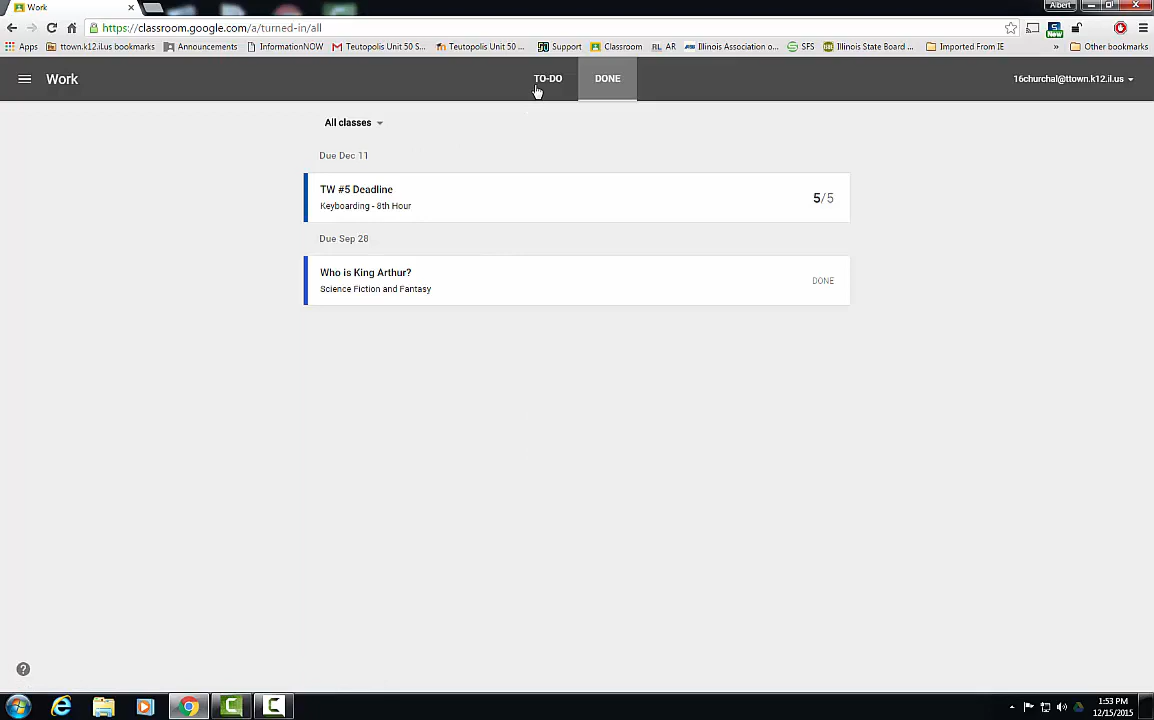 Work
Albert
https://classroom.google.com/a/turned-in/all
Apps ttown.k12.il.us bookmarks Announcements InformationNOW Teutopolis Unit 50 S... Teutopolis Unit 50 ... Support Classroom RL AR Illinois Association o... SFS Illinois State Board ... Imported From IE » Other bookmarks
New
Work TO-DO DONE 16churchal@ttown.k12.il.us
All classes
Due Dec 11
TW #5 Deadline
5/5
Keyboarding - 8th Hour
Due Sep 28
Who is King Arthur?
DONE
Science Fiction and Fantasy
?
1:53 PM
12/15/2015